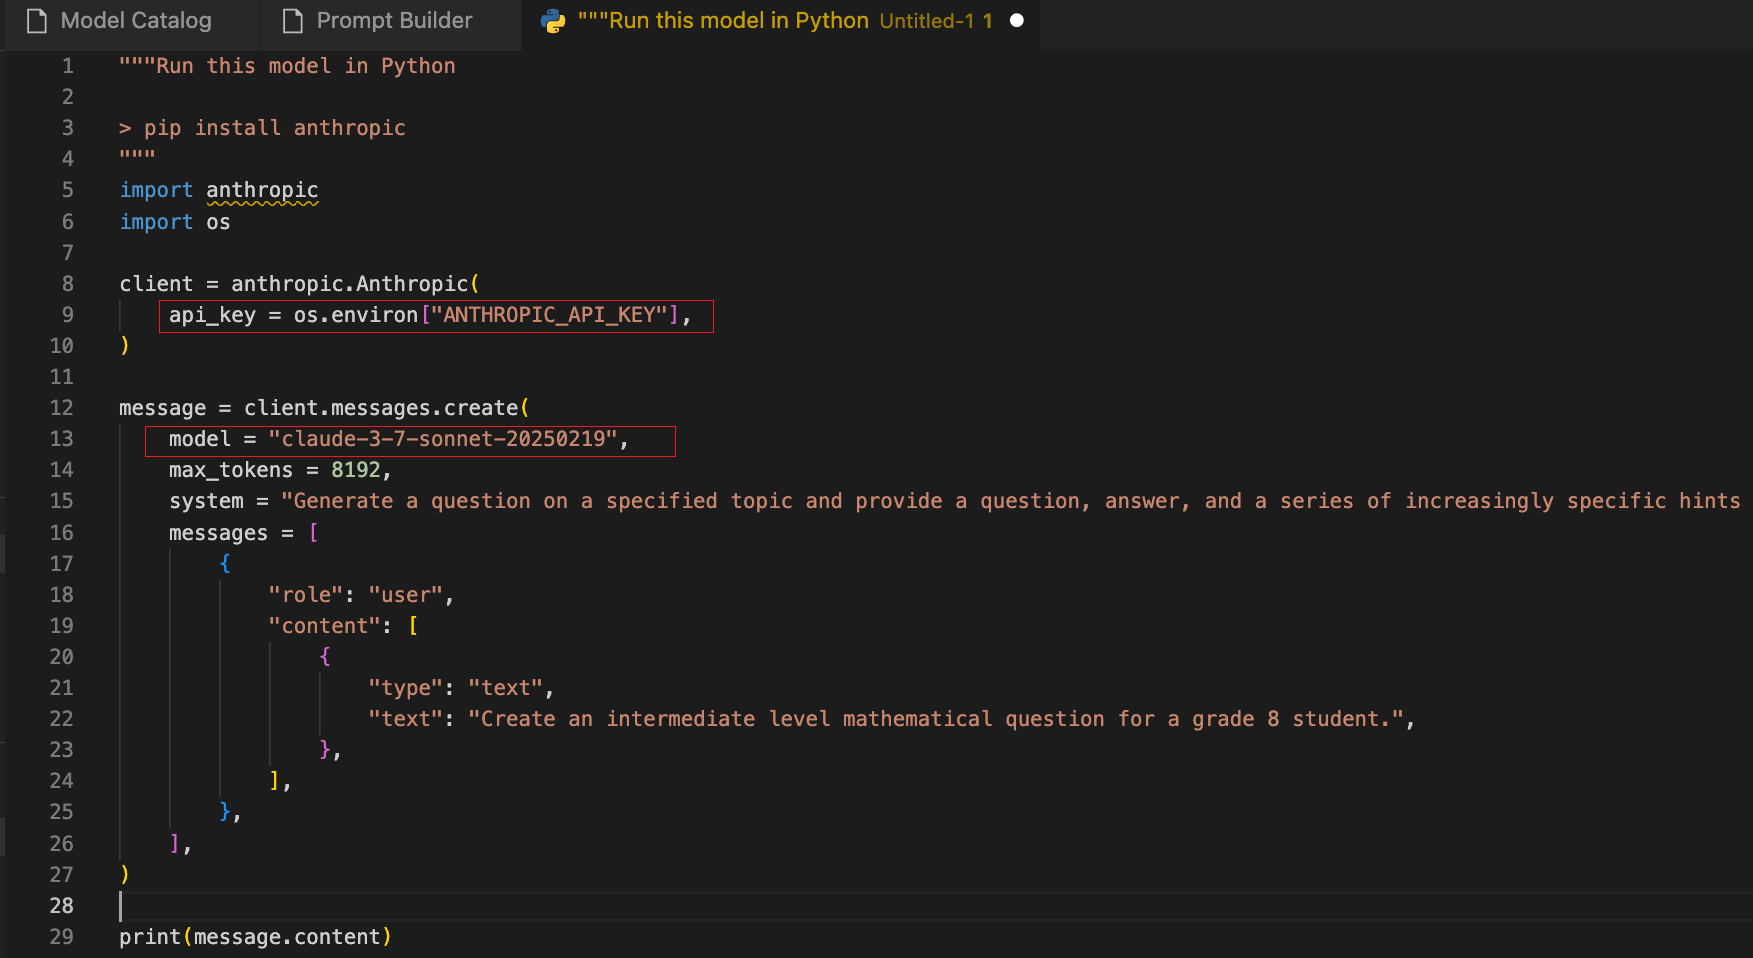 Model Catalog
Prompt Builder
"""Run this model in Python Untitled-1 1
1 """Run this model in Python
2
3 > pip install anthropic
4 """
5 import anthropic
6 import os
7
8 client = anthropic.Anthropic(
9 api_key = os.environ["ANTHROPIC_API_KEY"],
10 )
11
12 message = client.messages.create(
13 model = "claude-3-7-sonnet-20250219",
14 max_tokens = 8192,
15 system = "Generate a question on a specified topic and provide a question, answer, and a series of increasingly specific hints
16 messages = [
17 {
18 "role": "user",
19 "content": [
20 {
21 "type": "text",
22 "text": "Create an intermediate level mathematical question for a grade 8 student.",
23 },
24 ],
25 },
26 ],
27 )
28
29 print(message.content)